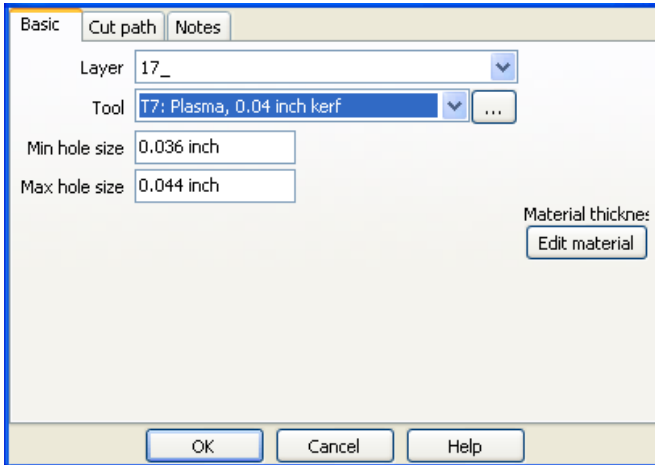 Basic Cut path Notes
Layer 17_
Tool T7: Plasma, 0.04 inch kerf ...
Min hole size 0.036 inch
Max hole size 0.044 inch
Material thicknes
Edit material
OK Cancel Help